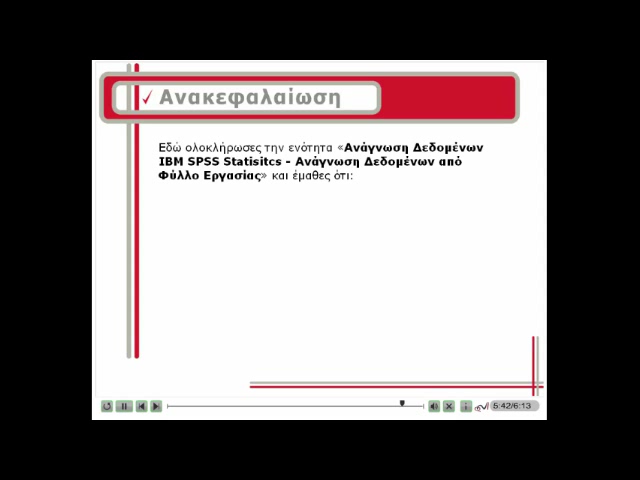 Ανακεφαλαίωση
Εδώ ολοκλήρωσες την ενότητα «Ανάγνωση Δεδομένων
IBM SPSS Statisitcs - Ανάγνωση Δεδομένων από
Φύλλο Εργασίας» και έμαθες ότι:
5:42/6:13